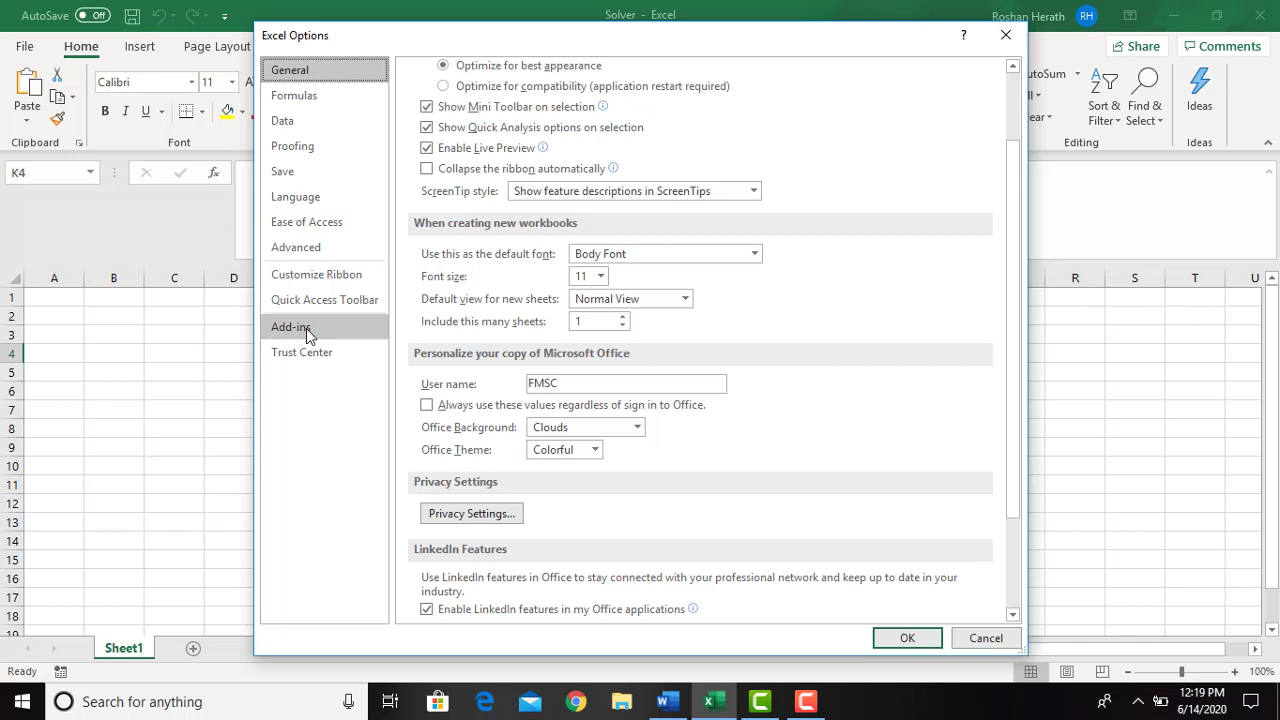 AutoSave Off Solver - Excel Roshan Herath RH
File Home Insert Page Layou Share Comments
Calibri 11 utoSum
Paste B I U Sort & Filter Find & Select Ideas
Clipboard Font Editing Ideas
K4 fx
A B C D R S T U
1
2
3
4
5
6
7
8
9
10
11
12
13
14
15
16
17
18
19
Excel Options ?
General
Formulas
Data
Proofing
Save
Language
Ease of Access
Advanced
Customize Ribbon
Quick Access Toolbar
Add-ins
Trust Center
Optimize for best appearance
Optimize for compatibility (application restart required)
Show Mini Toolbar on selection
Show Quick Analysis options on selection
Enable Live Preview
Collapse the ribbon automatically
ScreenTip style: Show feature descriptions in ScreenTips
When creating new workbooks
Use this as the default font: Body Font
Font size: 11
Default view for new sheets: Normal View
Include this many sheets: 1
Personalize your copy of Microsoft Office
User name: FMSC
Always use these values regardless of sign in to Office.
Office Background: Clouds
Office Theme: Colorful
Privacy Settings
Privacy Settings...
LinkedIn Features
Use LinkedIn features in Office to stay connected with your professional network and keep up to date in your
industry.
Enable LinkedIn features in my Office applications
OK Cancel
Sheet1
Ready 100%
Search for anything 12:19 PM
6/14/2020